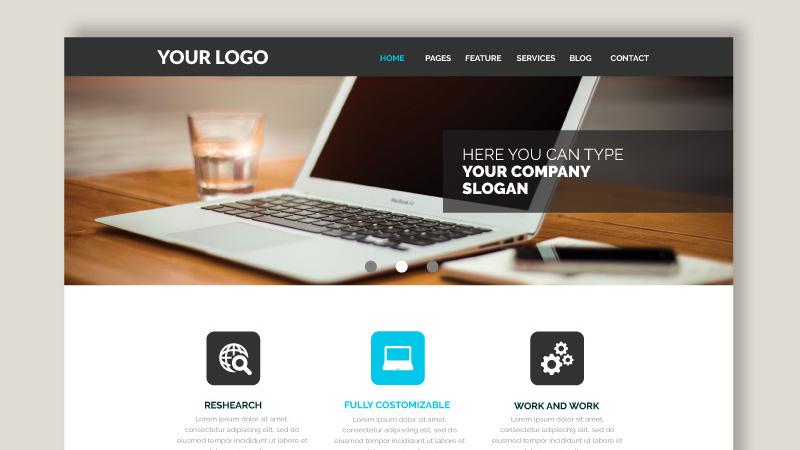 YOUR LOGO
HOME PAGES FEATURE SERVICES BLOG CONTACT
HERE YOU CAN TYPE
YOUR COMPANY
SLOGAN
MacBook Air
RESHEARCH
Lorem ipsum dolor sit amet,
consectetur adipiscing elit, sed do
eiusmod tempor incididunt ut labore et
FULLY COSTOMIZABLE
Lorem ipsum dolor sit amet,
consectetur adipiscing elit, sed do
eiusmod tempor incididunt ut labore et
WORK AND WORK
Lorem ipsum dolor sit amet,
consectetur adipiscing elit, sed do
eiusmod tempor incididunt ut labore et